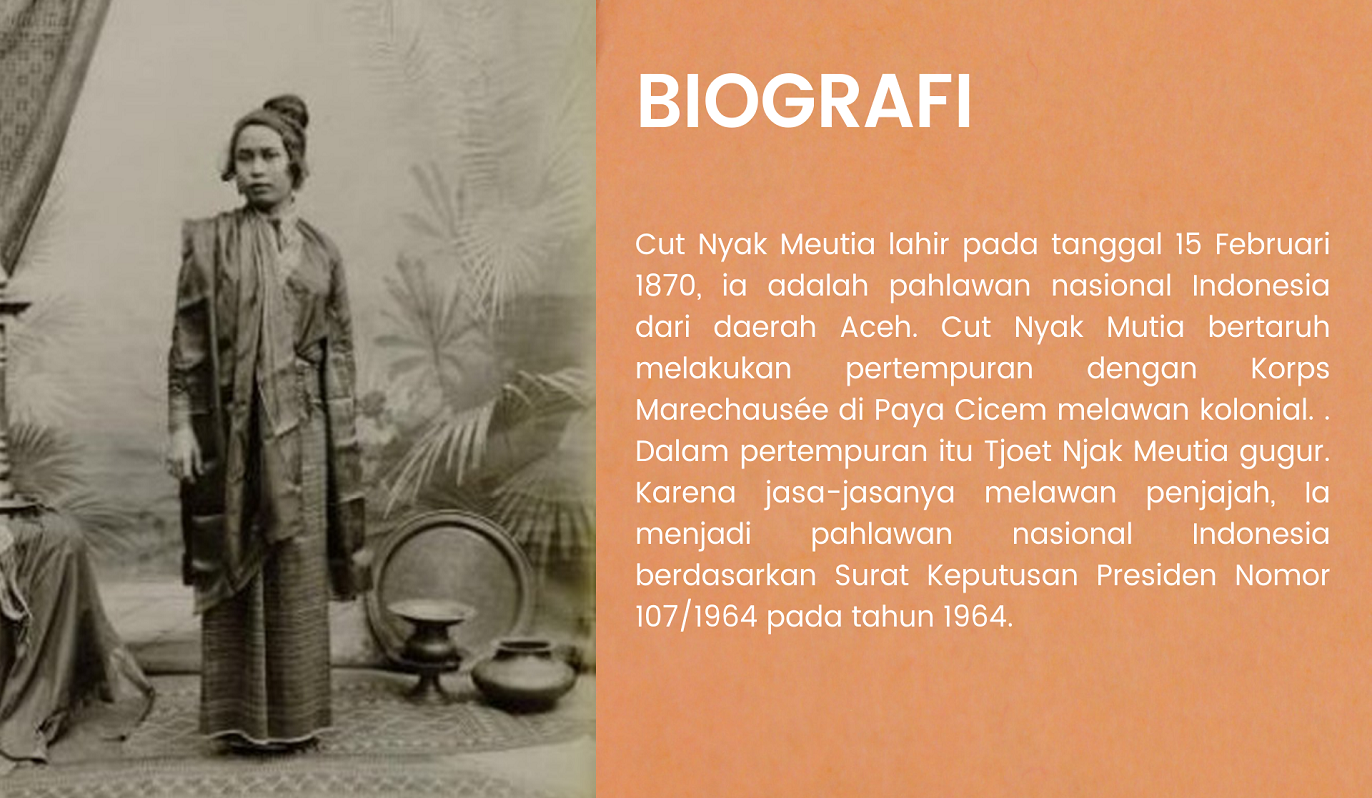 BIOGRAFI
Cut Nyak Meutia lahir pada tanggal 15 Februari
1870, ia adalah pahlawan nasional Indonesia
dari daerah Aceh. Cut Nyak Mutia bertaruh
melakukan pertempuran dengan Korps
Marechausée di Paya Cicem melawan kolonial. .
Dalam pertempuran itu Tjoet Njak Meutia gugur.
Karena jasa-jasanya melawan penjajah, Ia
menjadi pahlawan nasional Indonesia
berdasarkan Surat Keputusan Presiden Nomor
107/1964 pada tahun 1964.